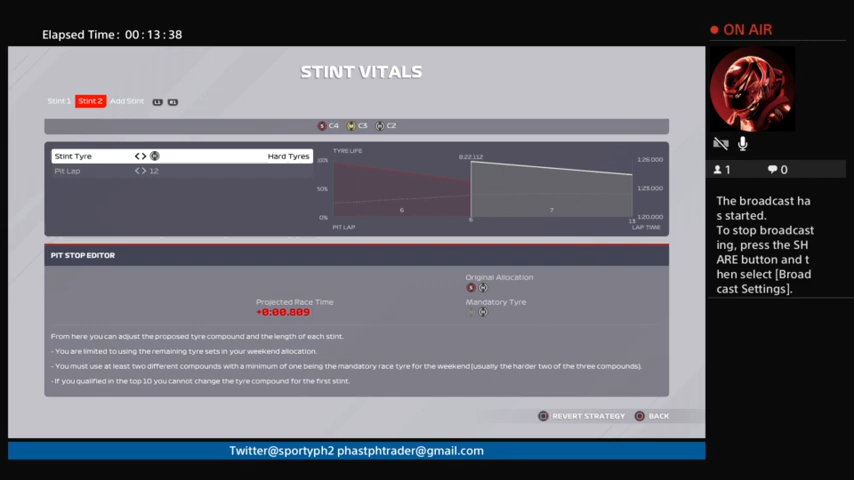 Elapsed Time: 00:13:38
ON AIR
STINT VITALS
Stint 1 Stint 2 Add Stint L1 R1
S C4 M C3 H C2
Stint Tyre < > H Hard Tyres
Pit Lap < > 12
TYRE LIFE
100%
50%
0%
8:22.112
1:26.000
1:23.000
1:20.000
6
7
6
13
PIT LAP
LAP TIME
PIT STOP EDITOR
Original Allocation
S H
Projected Race Time
+0:00.809
Mandatory Tyre
M H
From here you can adjust the proposed tyre compound and the length of each stint.
- You are limited to using the remaining tyre sets in your weekend allocation.
- You must use at least two different compounds with a minimum of one being the mandatory race tyre for the weekend (usually the harder two of the three compounds).
- If you qualified in the top 10 you cannot change the tyre compound for the first stint.
REVERT STRATEGY BACK
1 0
The broadcast ha
s started.
To stop broadcast
ing, press the SH
ARE button and t
hen select [Broad
cast Settings].
Twitter@sportyph2 phastphtrader@gmail.com